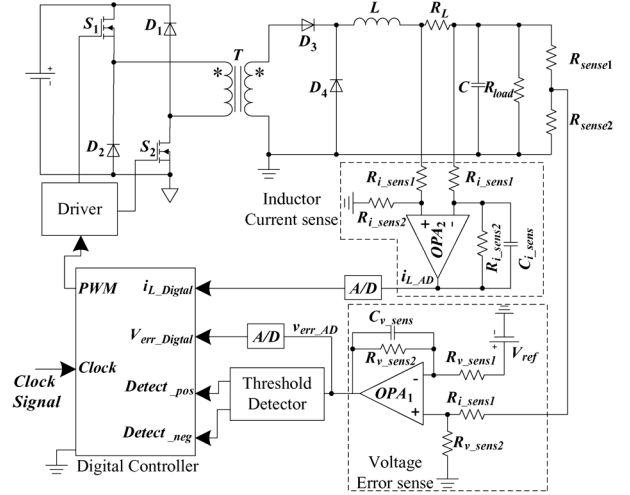 S1 D1
T
* *
D3
L
RL
D4
C
Rload
Rsense1
Rsense2
D2
S2
+ -
Driver
Inductor
Current sense
Ri_sens1
Ri_sens1
Ri_sens2
+ -
OPA2
Ri_sens2
Ci_sens
iL_AD
A/D
PWM
iL_Digtal
Verr_Digtal
A/D
verr_AD
Clock
Clock
Signal
Detect_pos
Detect_neg
Threshold
Detector
Digital Controller
Cv_sens
Rv_sens2
Rv_sens1
- +
Vref
-
OPA1
+
Ri_sens1
Rv_sens2
Voltage
Error sense